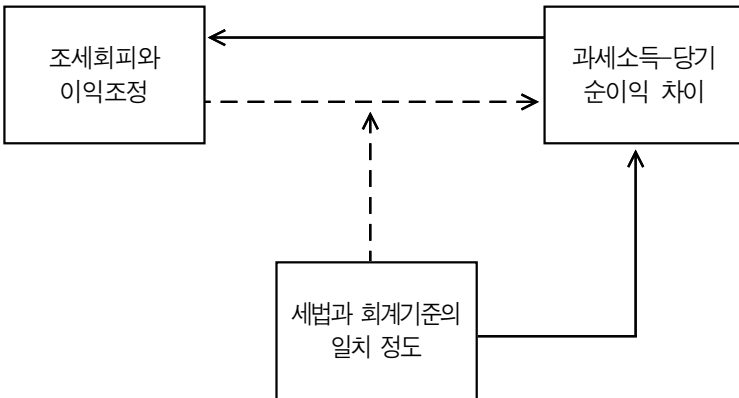 조세회피와
이익조정
과세소득-당기
순이익 차이
세법과 회계기준의
일치 정도